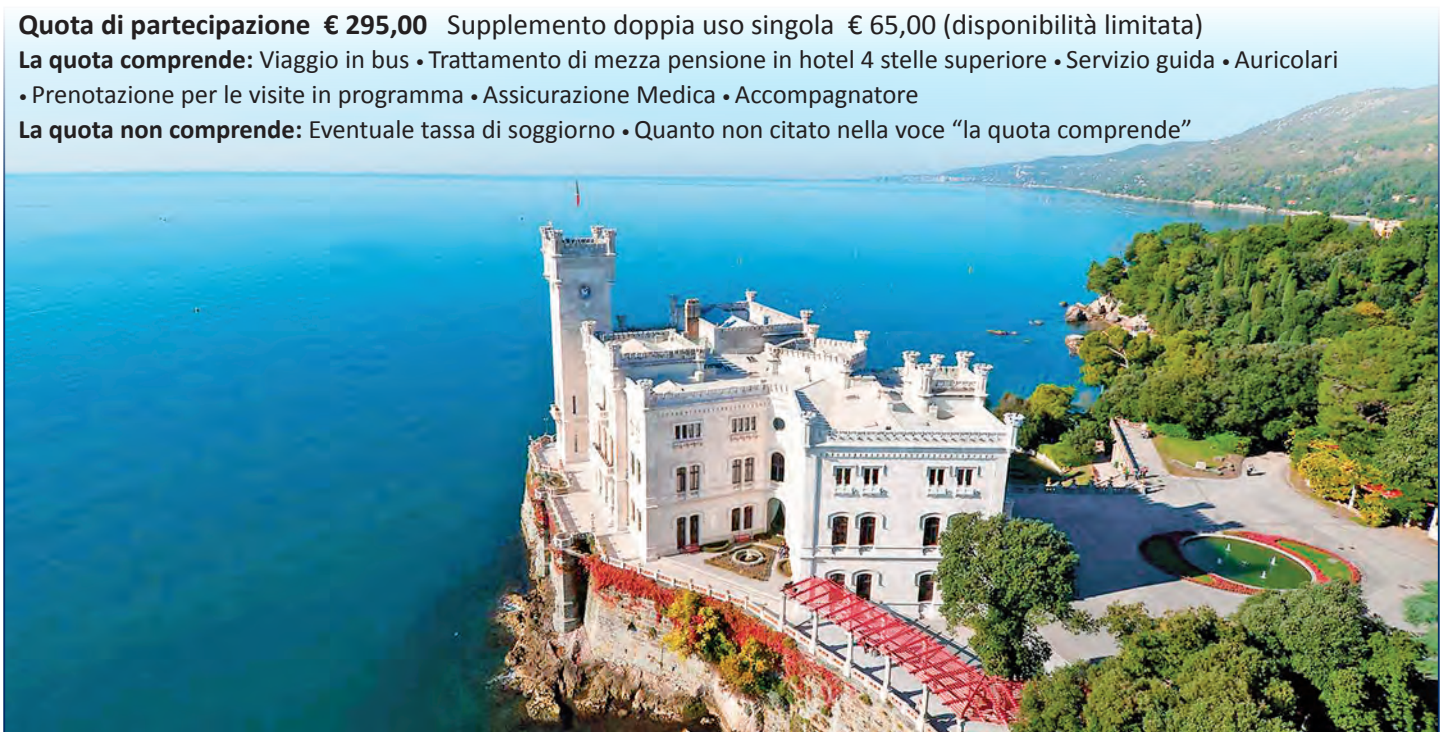 Quota di partecipazione € 295,00 Supplemento doppia uso singola € 65,00 (disponibilità limitata)
La quota comprende: Viaggio in bus • Trattamento di mezza pensione in hotel 4 stelle superiore • Servizio guida • Auricolari
• Prenotazione per le visite in programma • Assicurazione Medica • Accompagnatore
La quota non comprende: Eventuale tassa di soggiorno • Quanto non citato nella voce “la quota comprende”